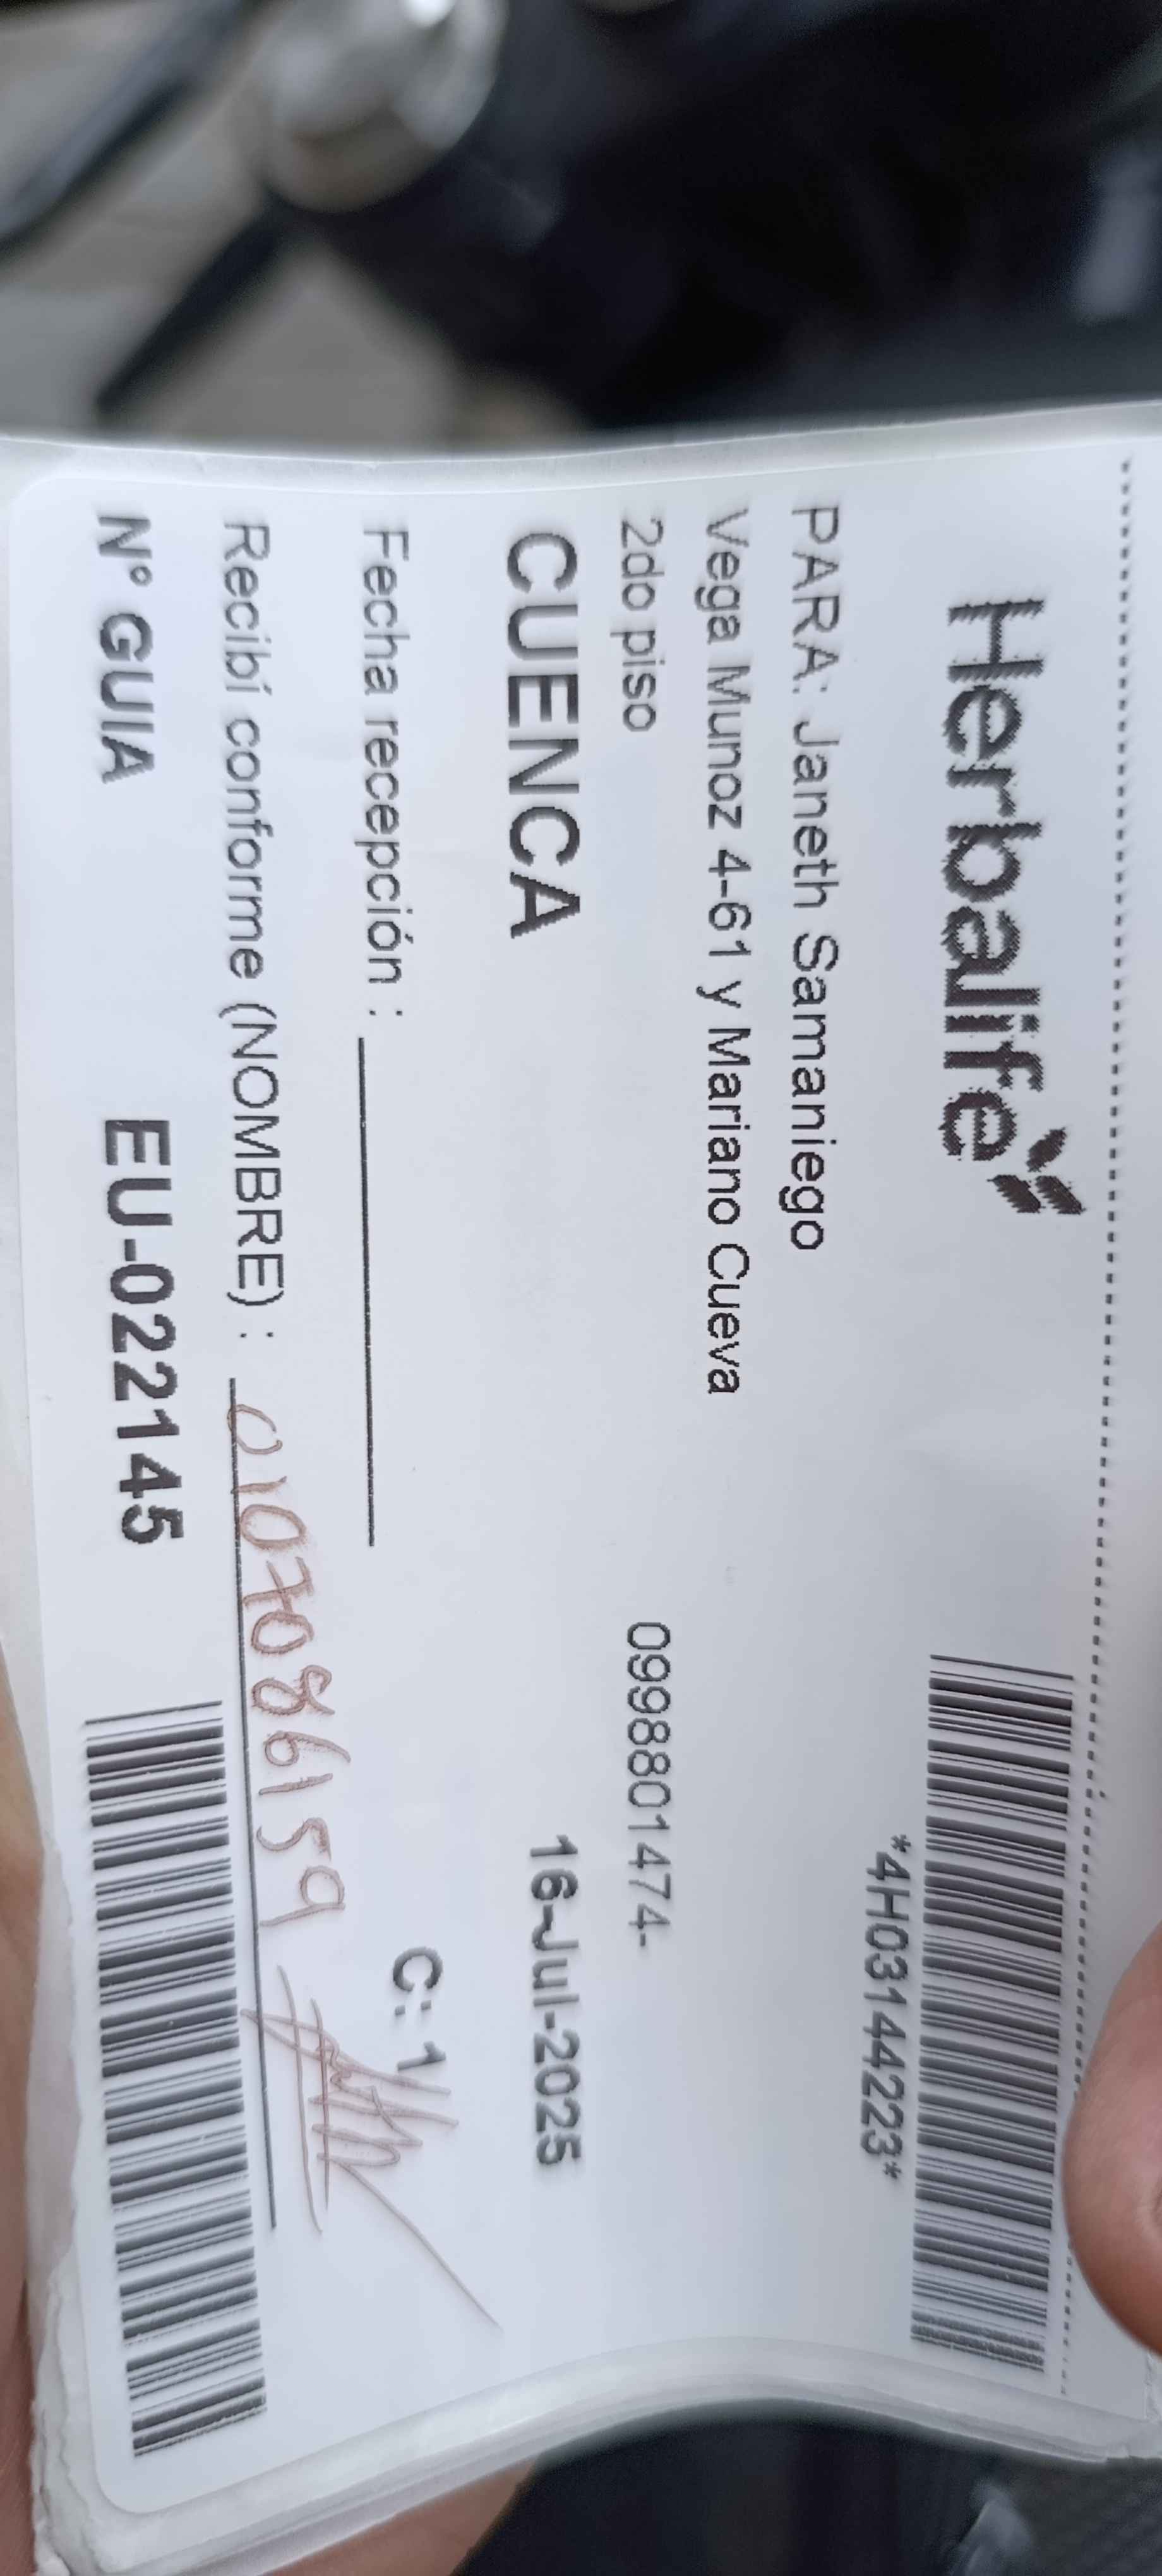 Herbalife
*4H03144223*
PARA: Janeth Samaniego
Vega Munoz 4-61 y Mariano Cueva
2do piso 0998801474-
CUENCA 16-Jul-2025
Fecha recepción : C: 1
Recibí conforme (NOMBRE) : 0107086159
N° GUIA EU-022145